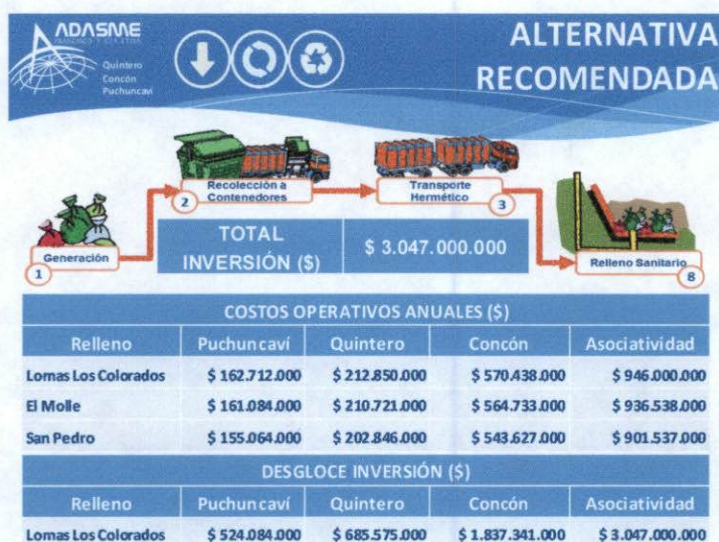 ADASME
Quintero
Concón
Puchuncaví
ALTERNATIVA
RECOMENDADA
Recolección a
Contenedores
2
Transporte
Hermético
3
Generación
1
Relleno Sanitario
8
TOTAL
INVERSIÓN ($)
$ 3.047.000.000
COSTOS OPERATIVOS ANUALES ($)
Relleno Puchuncaví Quintero Concón Asociatividad
Lomas Los Colorados $ 162.712.000 $ 212.850.000 $ 570.438.000 $ 946.000.000
El Molle $ 161.084.000 $ 210.721.000 $ 564.733.000 $ 936.538.000
San Pedro $ 155.064.000 $ 202.846.000 $ 543.627.000 $ 901.537.000
DESGLOCE INVERSIÓN ($)
Relleno Puchuncaví Quintero Concón Asociatividad
Lomas Los Colorados $ 524.084.000 $ 685.575.000 $ 1.837.341.000 $ 3.047.000.000